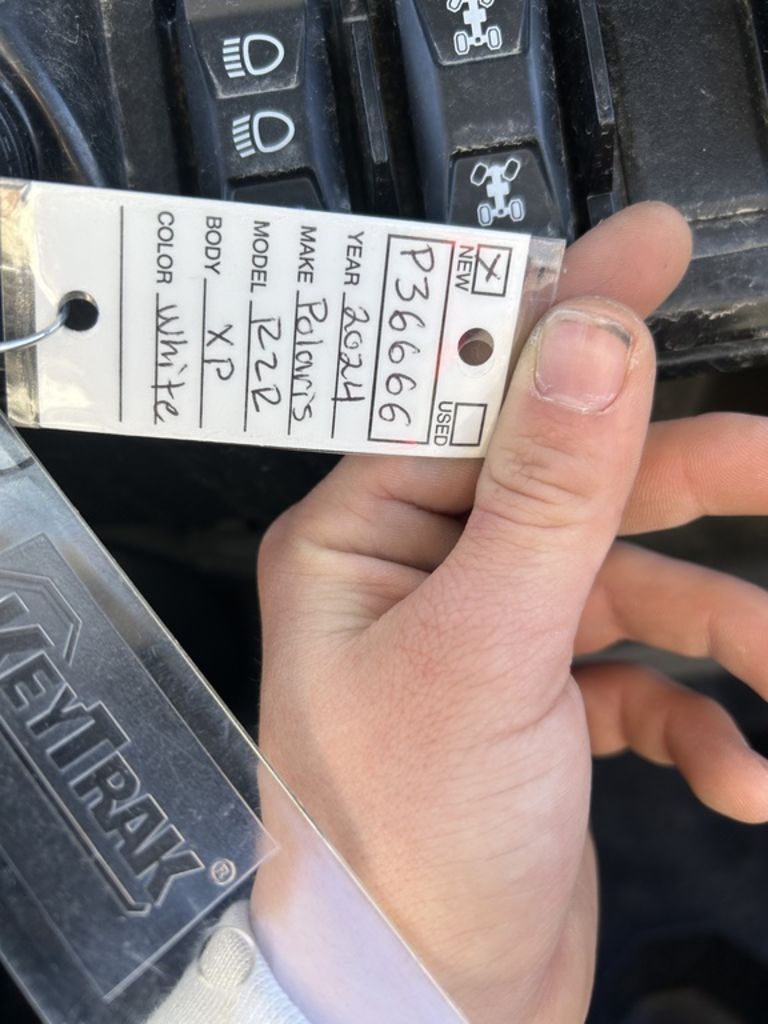 X NEW USED
P36666
YEAR 2024
MAKE Polaris
MODEL RZR
BODY XP
COLOR White
KEYTRAK®